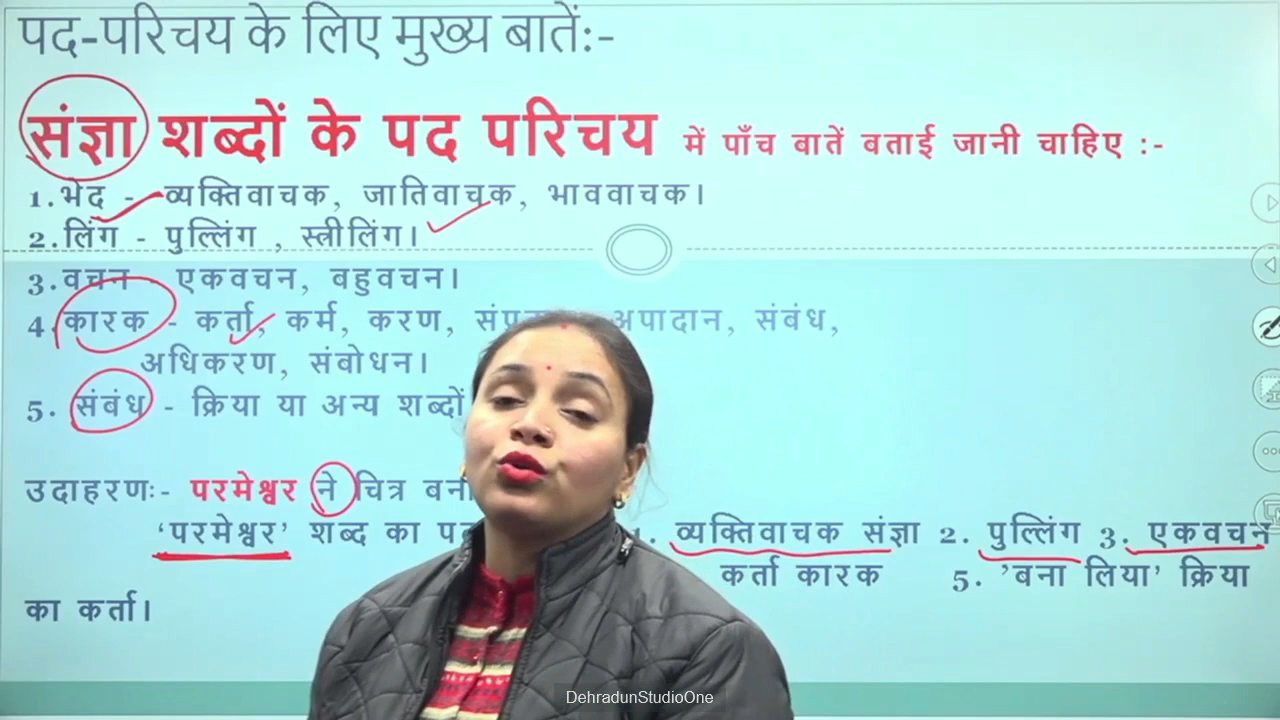 पद-परिचय के लिए मुख्य बातें:-
संज्ञा शब्दों के पद परिचय में पाँच बातें बताई जानी चाहिए :-
1.भेद - व्यक्तिवाचक, जातिवाचक, भाववाचक।
2.लिंग - पुल्लिंग , स्त्रीलिंग।
3.वचन - एकवचन, बहुवचन।
4.कारक - कर्ता, कर्म, करण, अपादान, संबंध,
अधिकरण, संबोधन।
5. संबंध - क्रिया या अन्य शब्दों
उदाहरणः- परमेश्वर ने चित्र
'परमेश्वर' शब्द का व्यक्तिवाचक संज्ञा 2. पुल्लिंग 3. एकवचन
कर्ता कारक 5. 'बना लिया' क्रिया
का कर्ता।
DehradunStudioOne